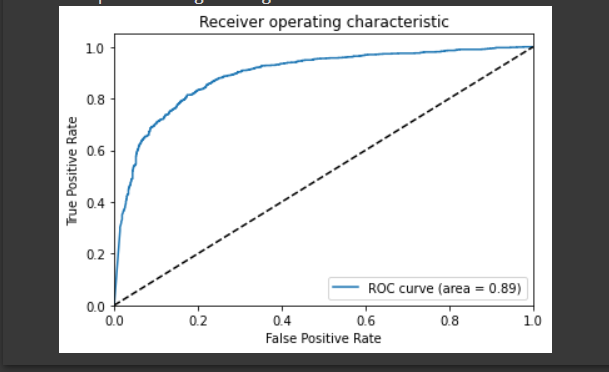 Receiver operating characteristic
1.0
0.8
0.6
0.4
0.2
0.0
True Positive Rate
ROC curve (area = 0.89)
0.0 0.2 0.4 0.6 0.8 1.0
False Positive Rate